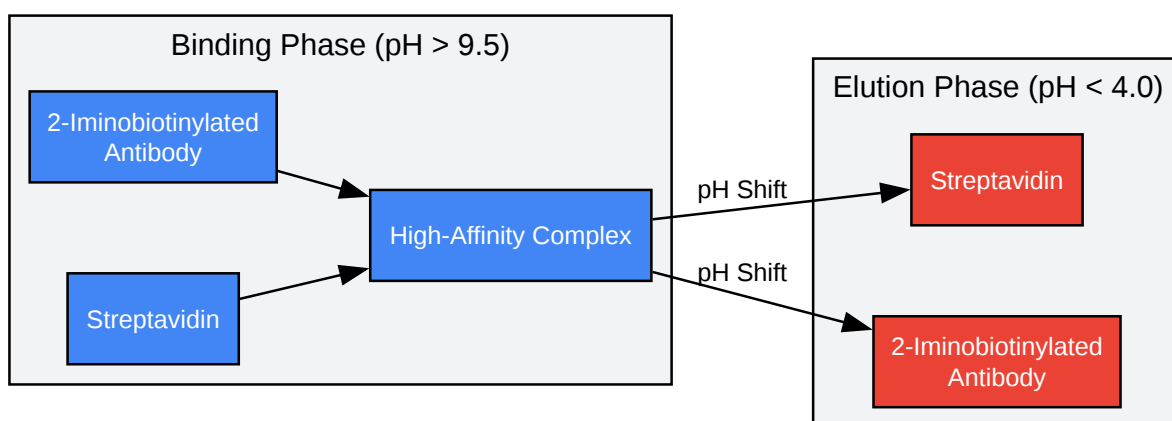 Binding Phase (pH > 9.5)
2-Iminobiotinylated
Antibody
Streptavidin
High-Affinity Complex
pH Shift
pH Shift
Elution Phase (pH < 4.0)
Streptavidin
2-Iminobiotinylated
Antibody